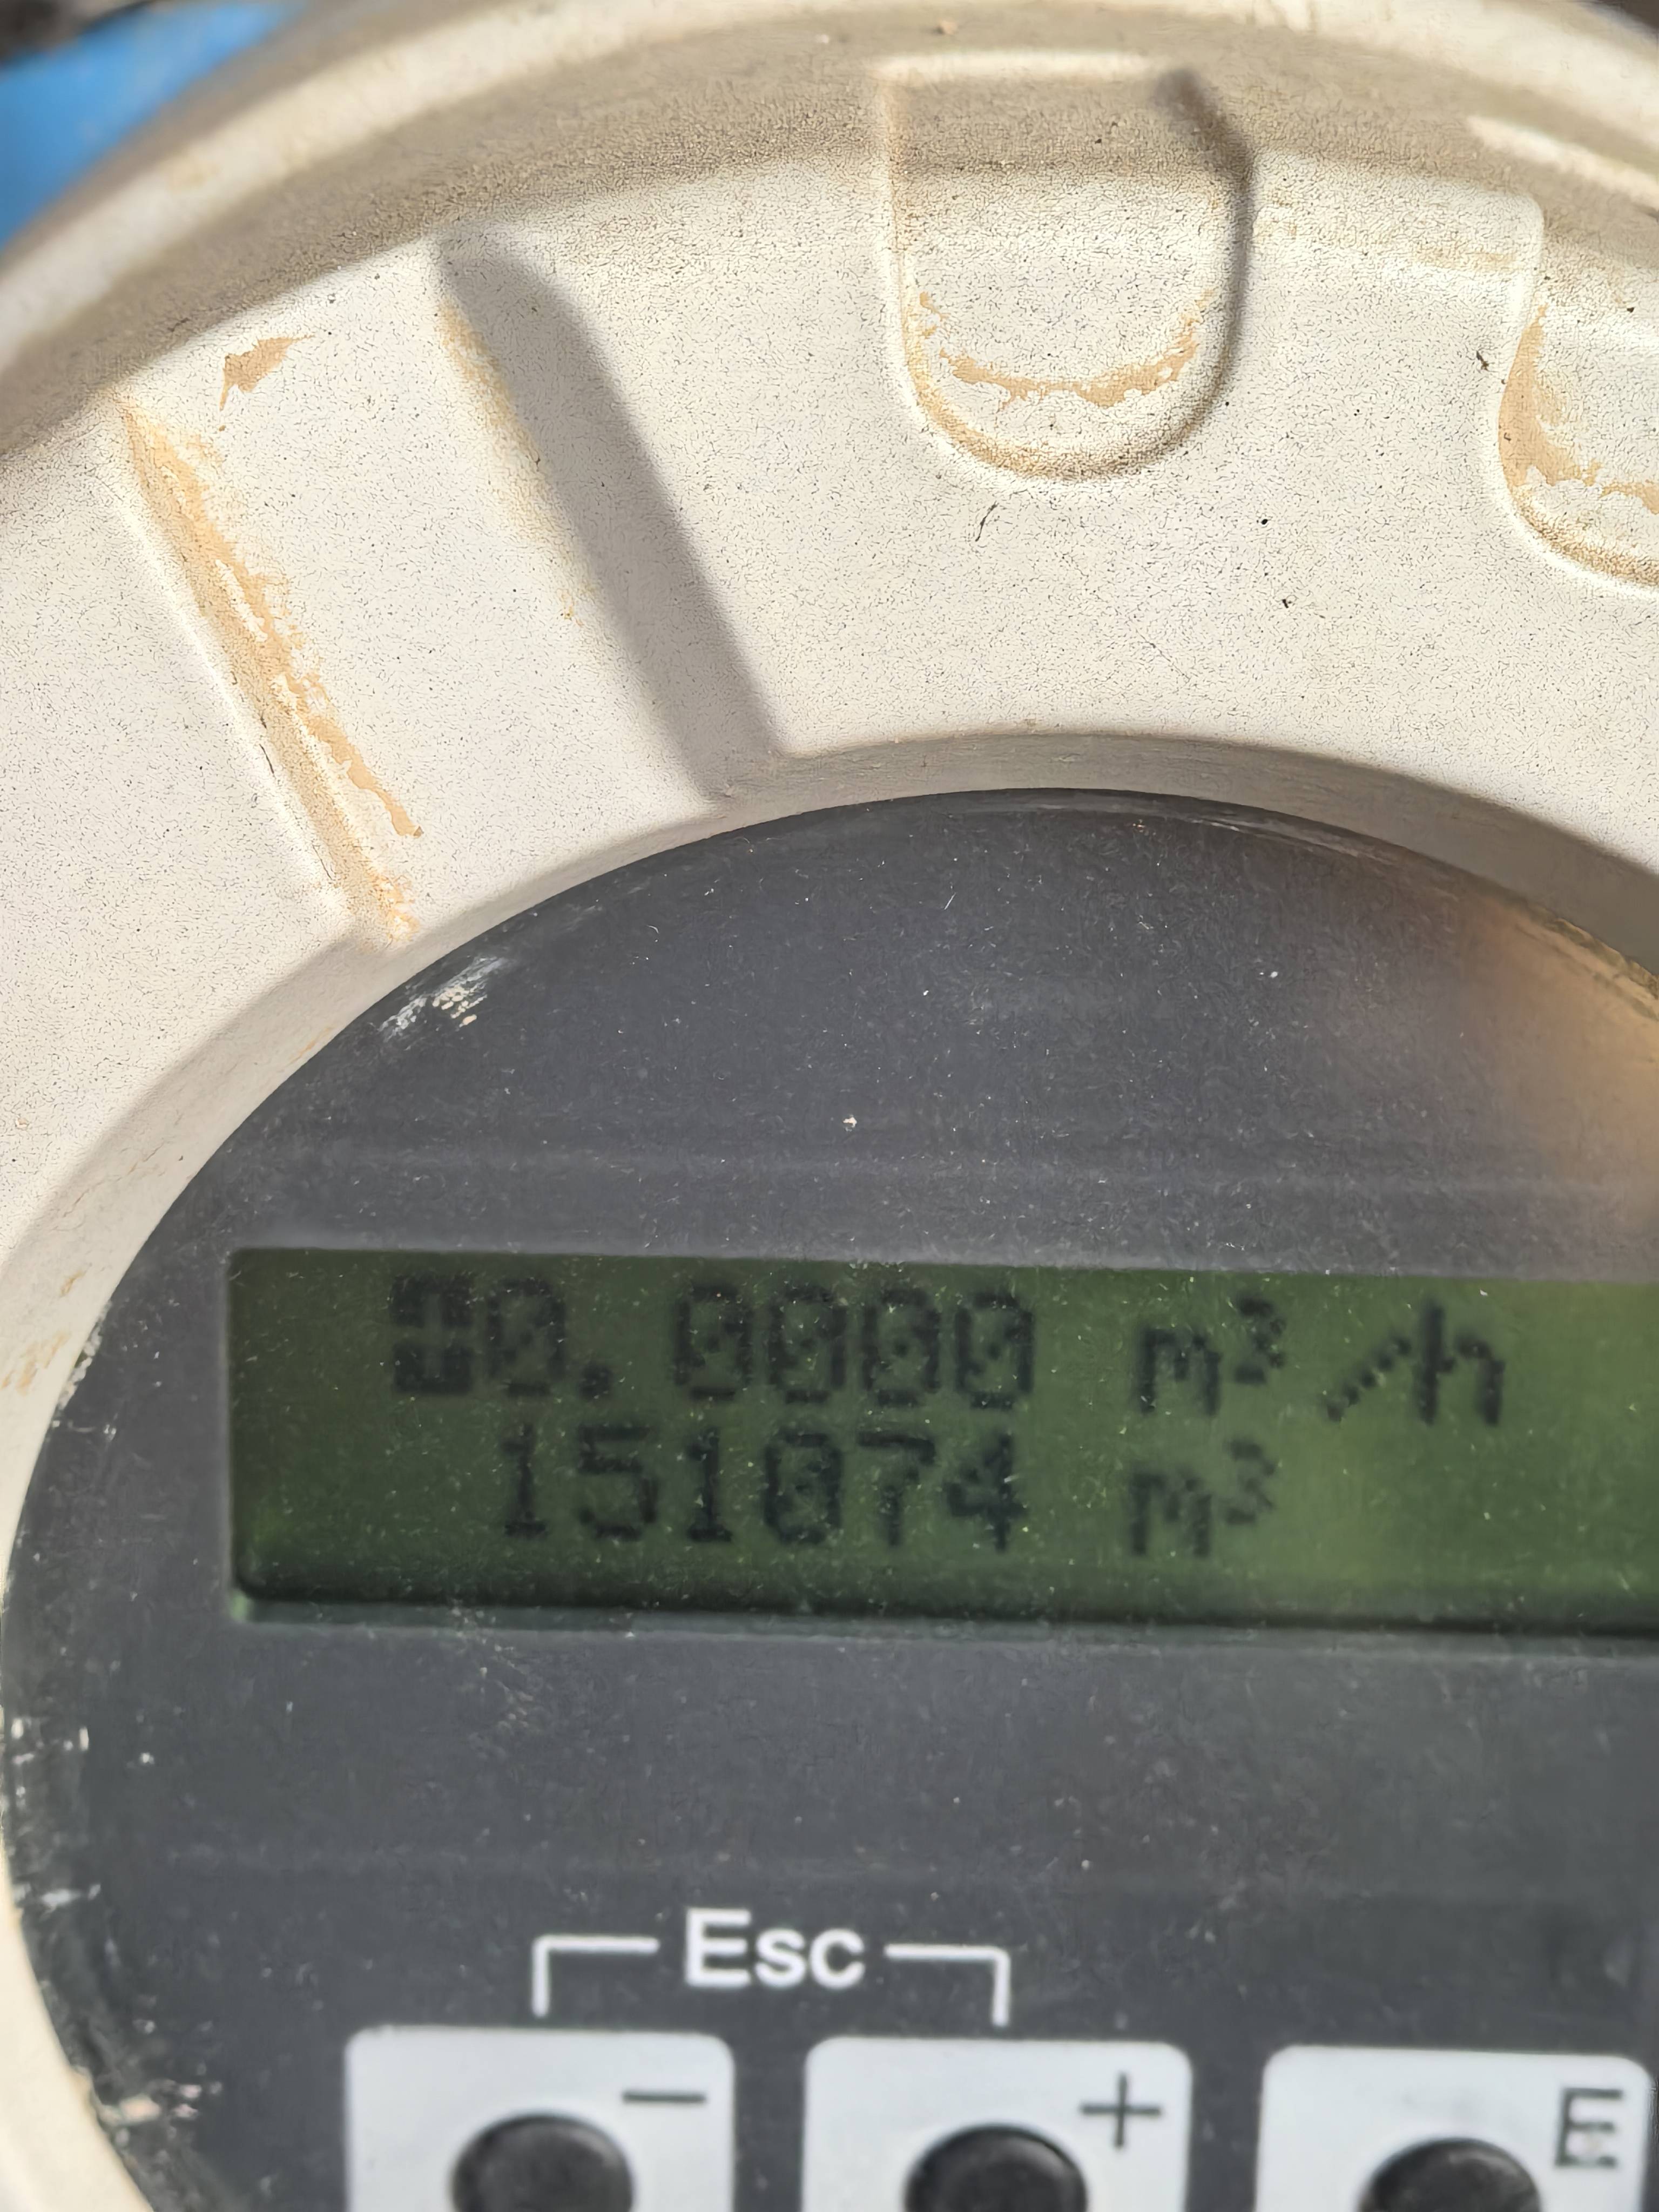 0.0000 m³/h
151074 m³
Esc
- + E